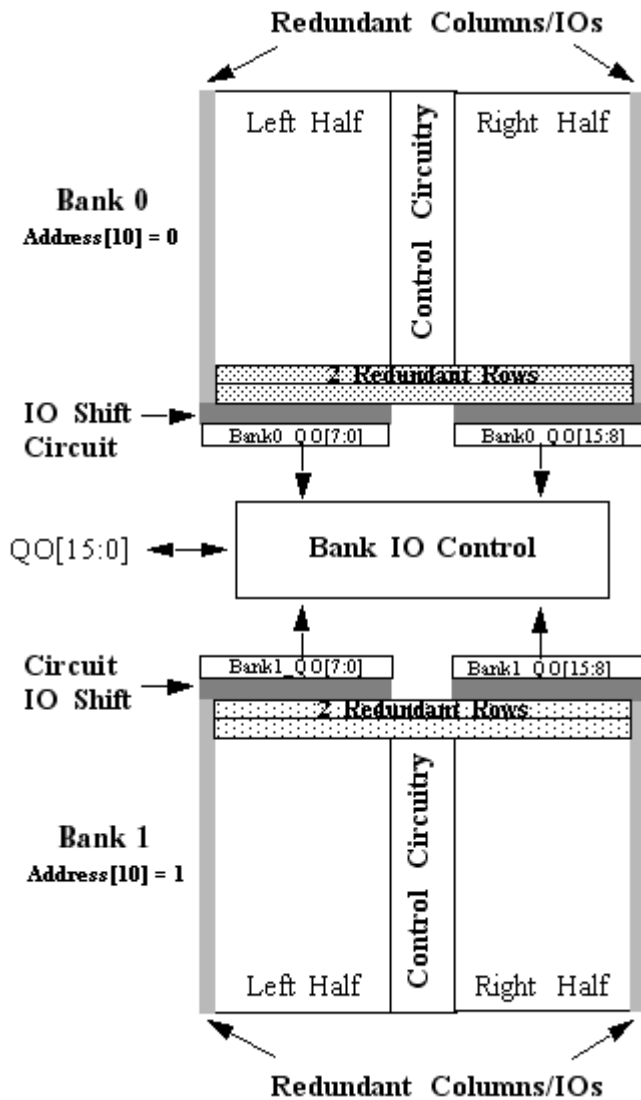 Redundant Columns/IOs
Left Half
Right Half
Control Circuitry
Bank 0
Address[10] = 0
2 Redundant Rows
IO Shift
Circuit
Bank0_QO[7:0]
Bank0_QO[15:8]
QO[15:0]
Bank IO Control
Circuit
IO Shift
Bank1_QO[7:0]
Bank1_QO[15:8]
2 Redundant Rows
Control Circuitry
Bank 1
Address[10] = 1
Left Half
Right Half
Redundant Columns/IOs